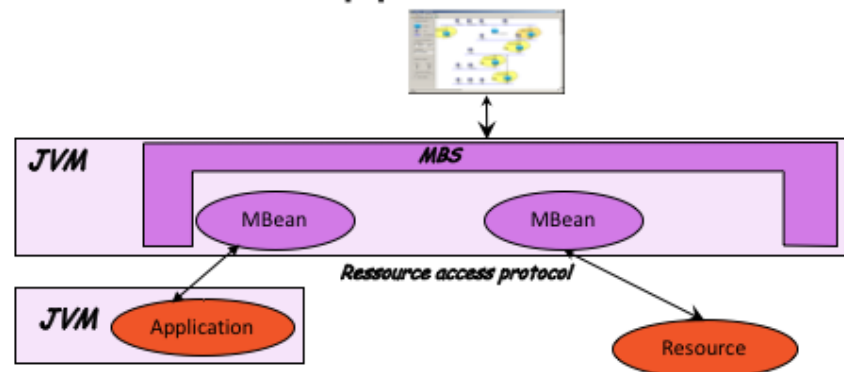 JVM
MBS
MBean
MBean
Ressource access protocol
JVM
Application
Resource